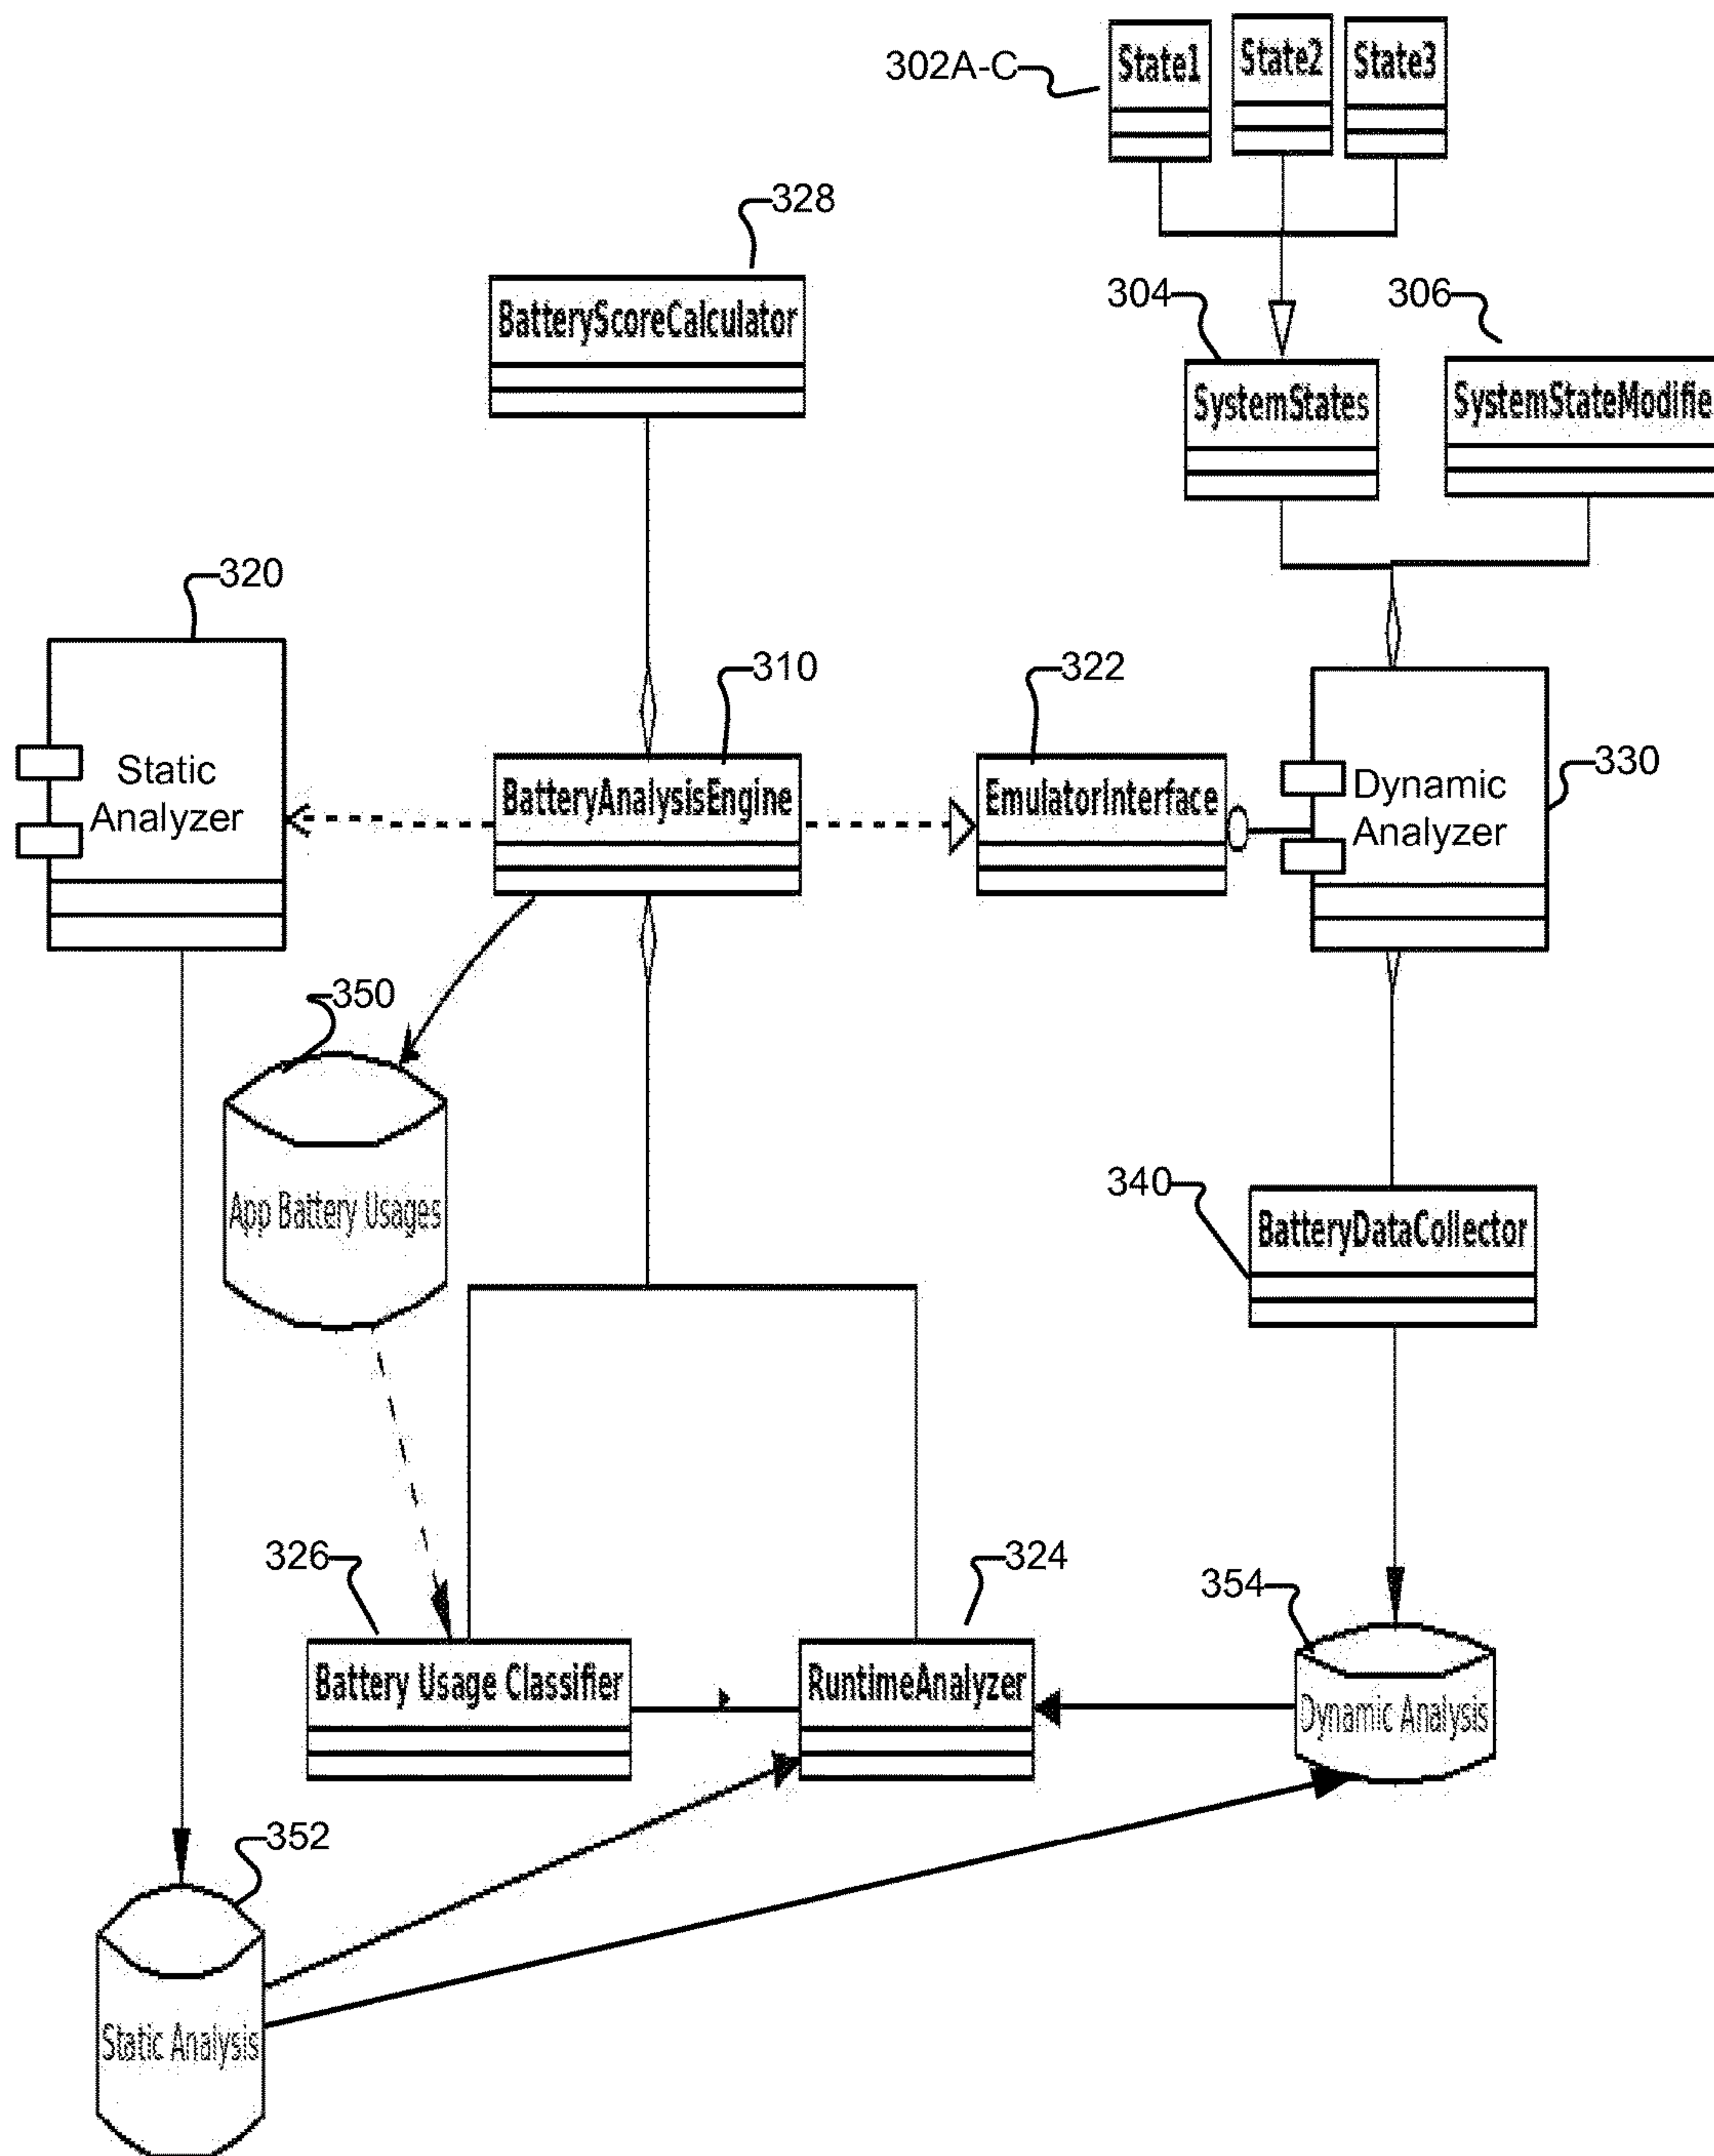 302A-C
State1
State2
State3
328
BatteryScoreCalculator
304
306
SystemStates
SystemStateModifie
320
310
322
Static
Analyzer
BatteryAnalysisEngine
EmulatorInterface
Dynamic
Analyzer
330
350
App Battery Usages
340
BatteryDataCollector
326
324
354
Battery Usage Classifier
RuntimeAnalyzer
Dynamic Analysis
352
Static Analysis